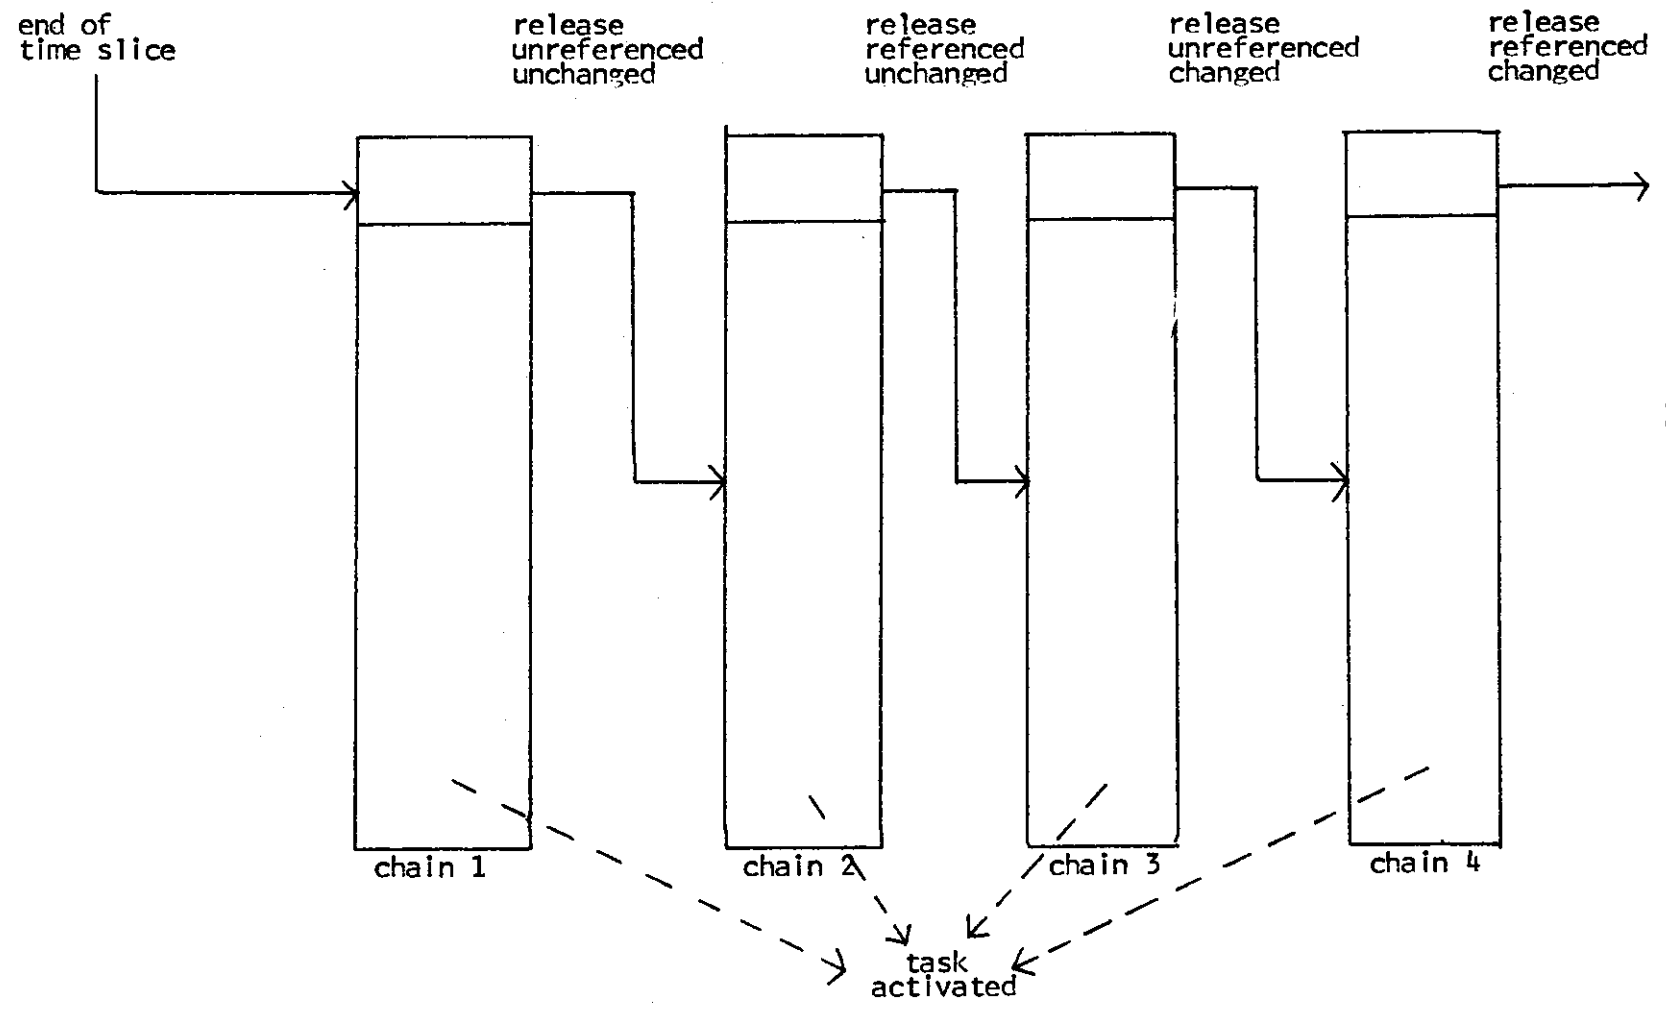 end of
time slice
release
unreferenced
unchanged
release
referenced
unchanged
release
unreferenced
changed
release
referenced
changed
chain 1
chain 2
chain 3
chain 4
task
activated